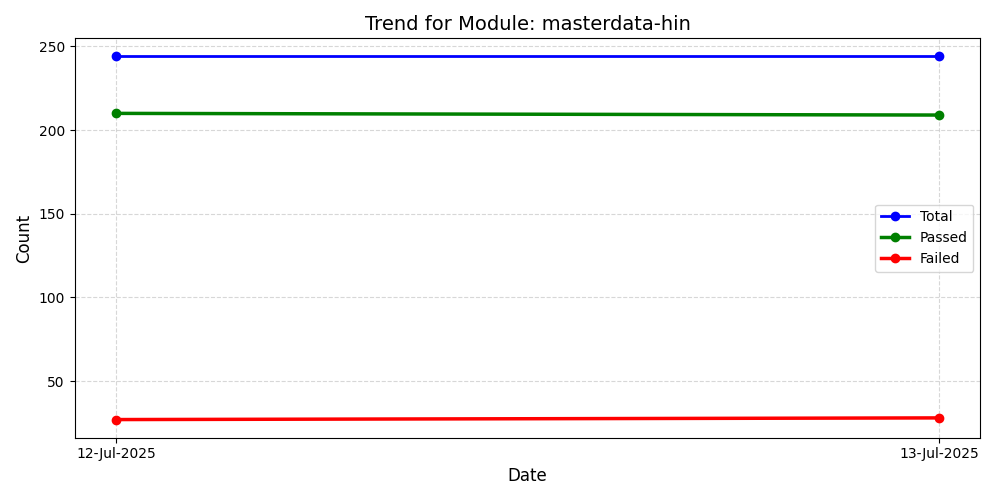 Trend for Module: masterdata-hin
250
200
150
100
50
Count
Total
Passed
Failed
12-Jul-2025
13-Jul-2025
Date